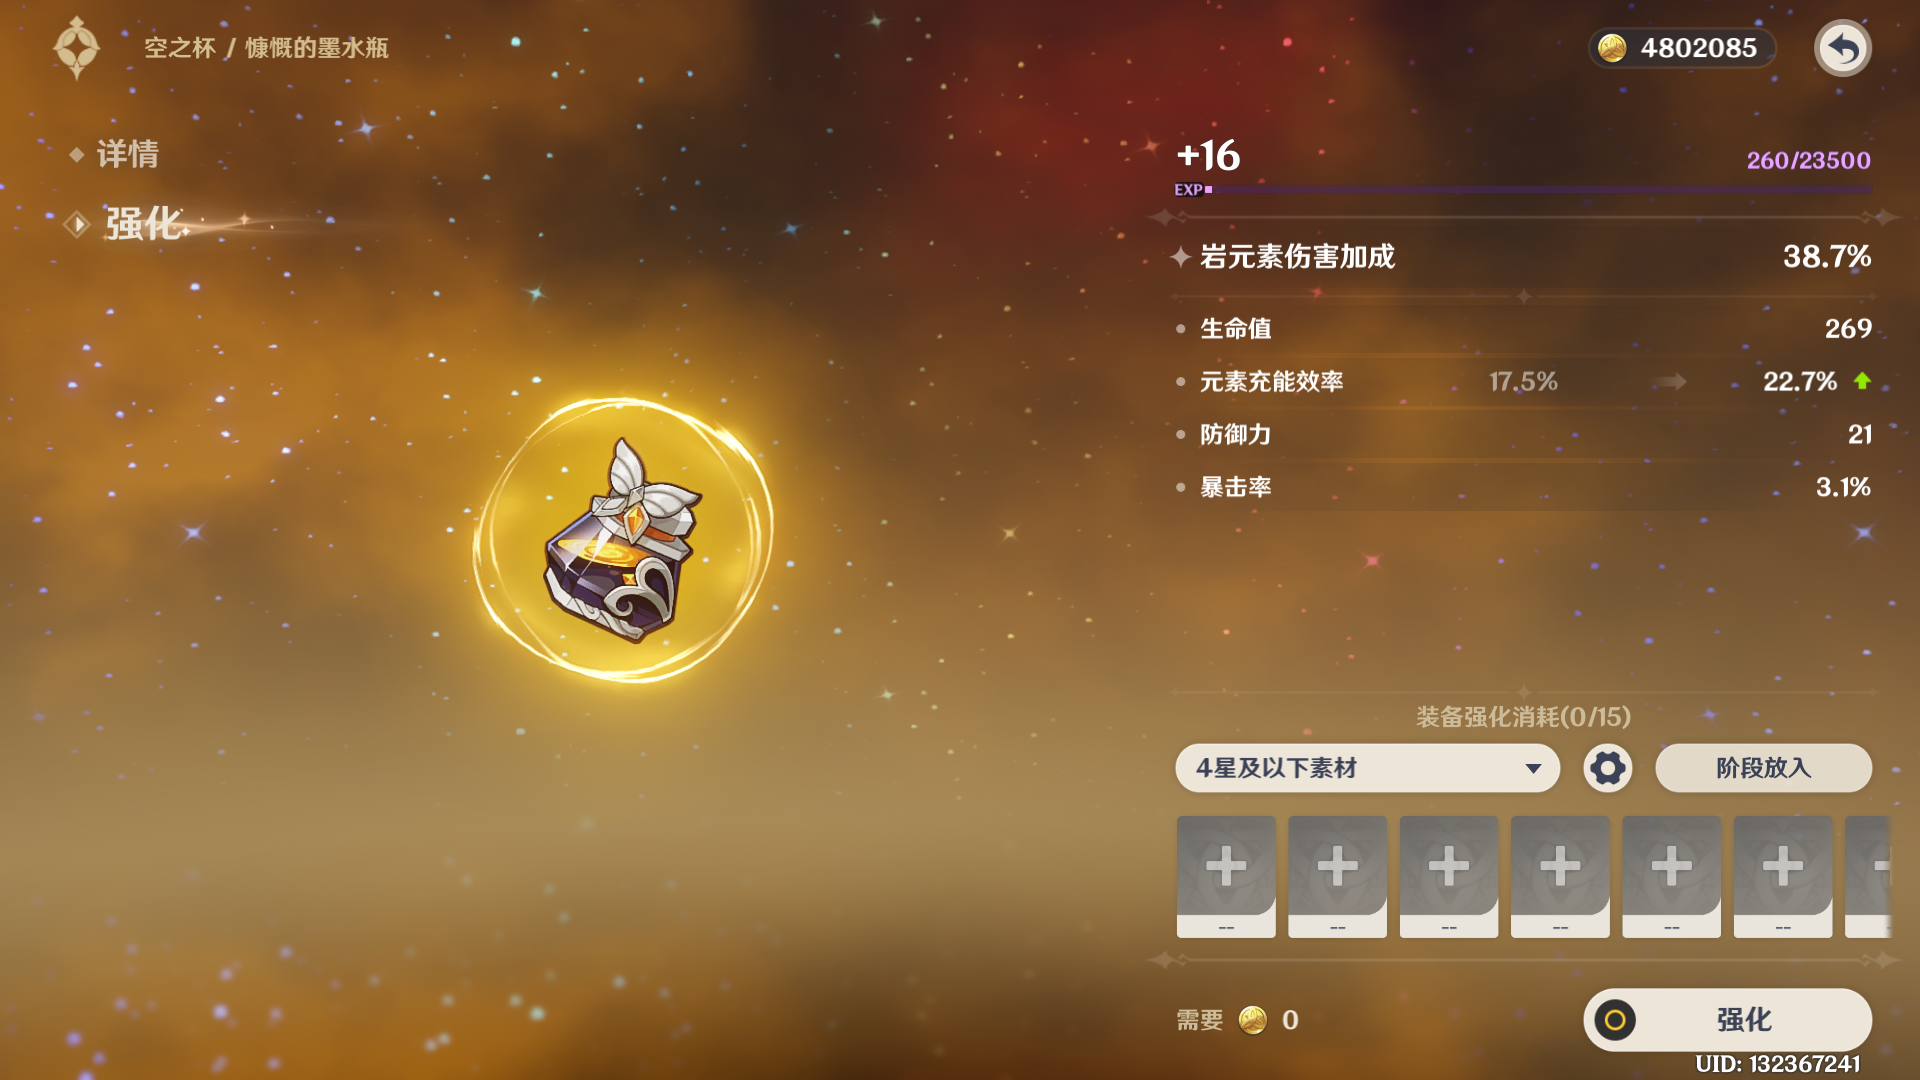 空之杯 / 慷慨的墨水瓶
4802085
详情
强化
+16
260/23500
EXP
岩元素伤害加成 38.7%
生命值 269
元素充能效率 17.5% 22.7%
防御力 21
暴击率 3.1%
装备强化消耗(0/15)
4星及以下素材
阶段放入
-- -- -- -- -- --
需要 0
强化
UID: 132367241